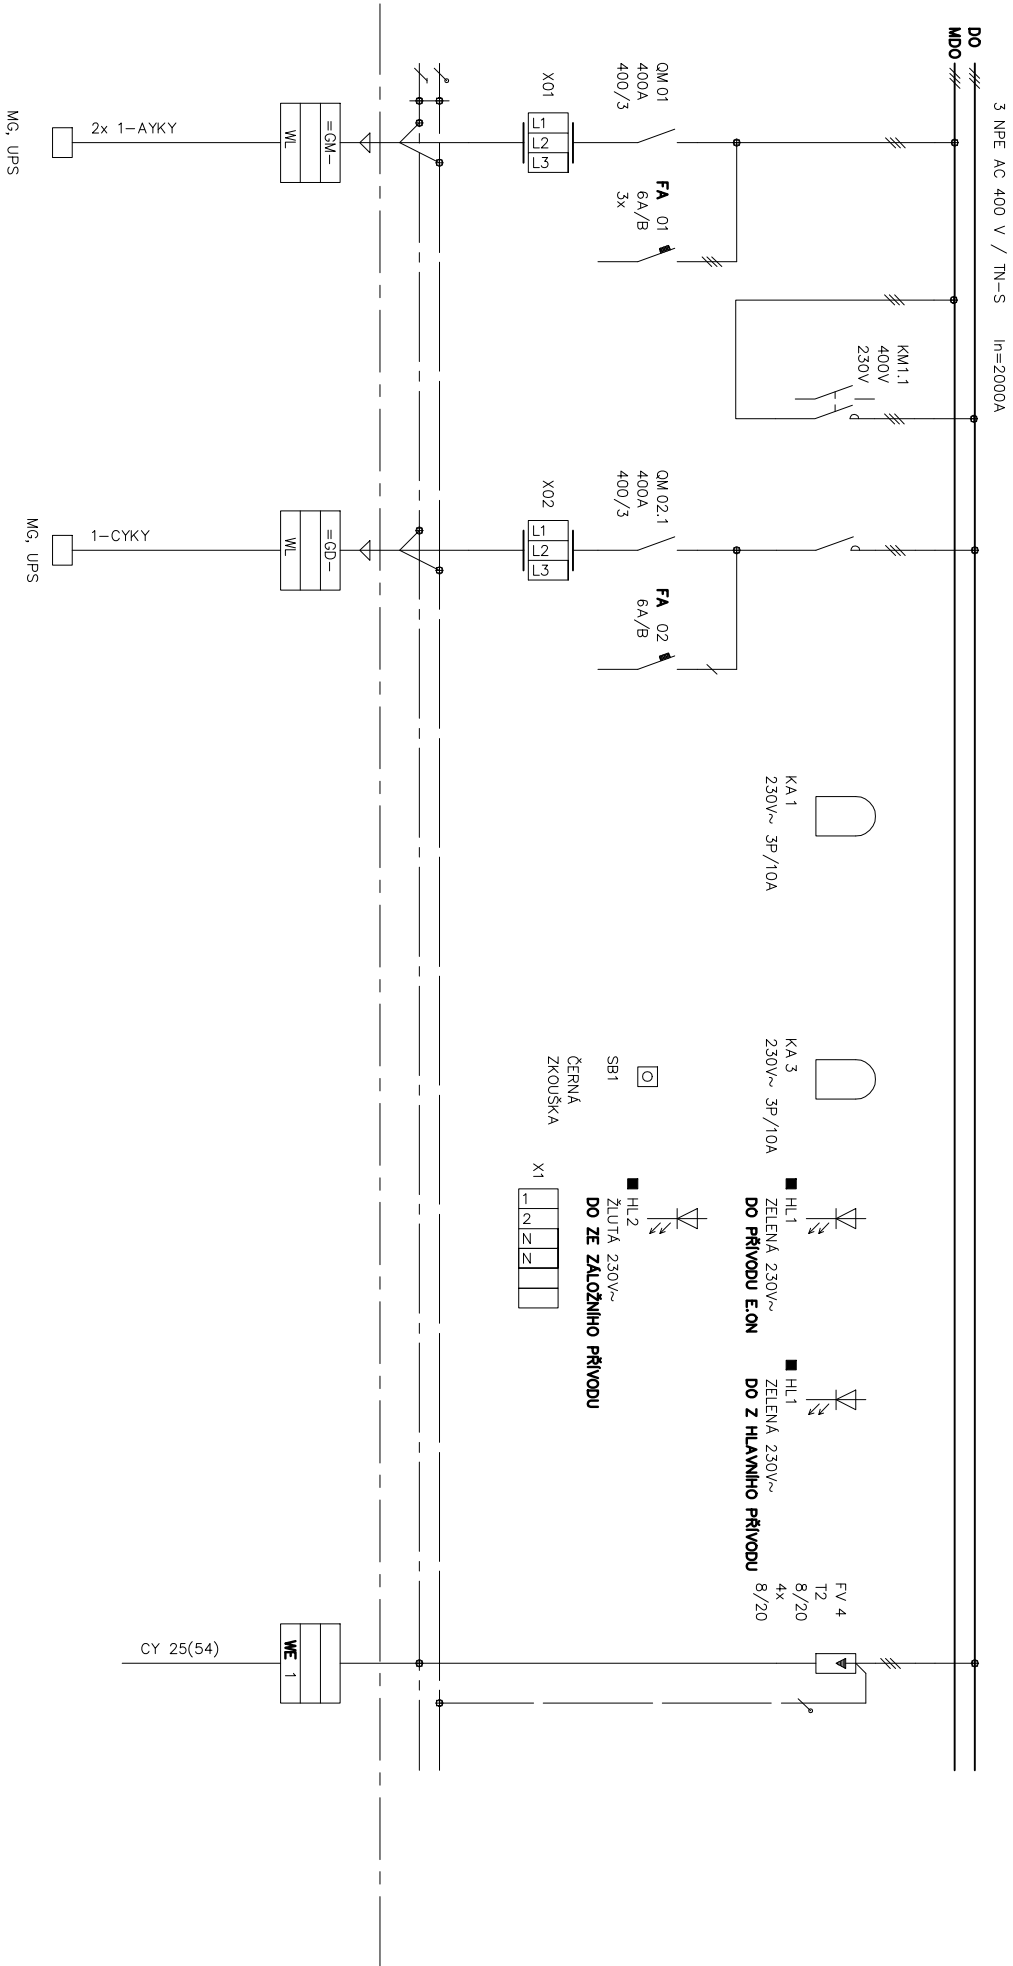 3 NPE AC 400 V / TN-S In=2000A
DO
MDO
QM 01
400A
400/3
X01
L1
L2
L3
FA 01
6A/B
3x
=GM-
WL
2x 1-AYKY
MG, UPS
KM1.1
400V
230V
QM 02.1
400A
400/3
X02
L1
L2
L3
FA 02
6A/B
=GD-
WL
1-CYKY
MG, UPS
KA 1
230V~ 3P/10A
KA 3
230V~ 3P/10A
SB1
ČERNÁ
ZKOUŠKA
HL1
ZELENÁ 230V~
DO PŘÍVODU E.ON
HL2
ŽLUTÁ 230V~
DO ZE ZÁLOŽNÍHO PŘÍVODU
X1
1
2
N
N
HL1
ZELENÁ 230V~
DO Z HLAVNÍHO PŘÍVODU
FV 4
T2
8/20
4x
8/20
WE 1
CY 25(54)